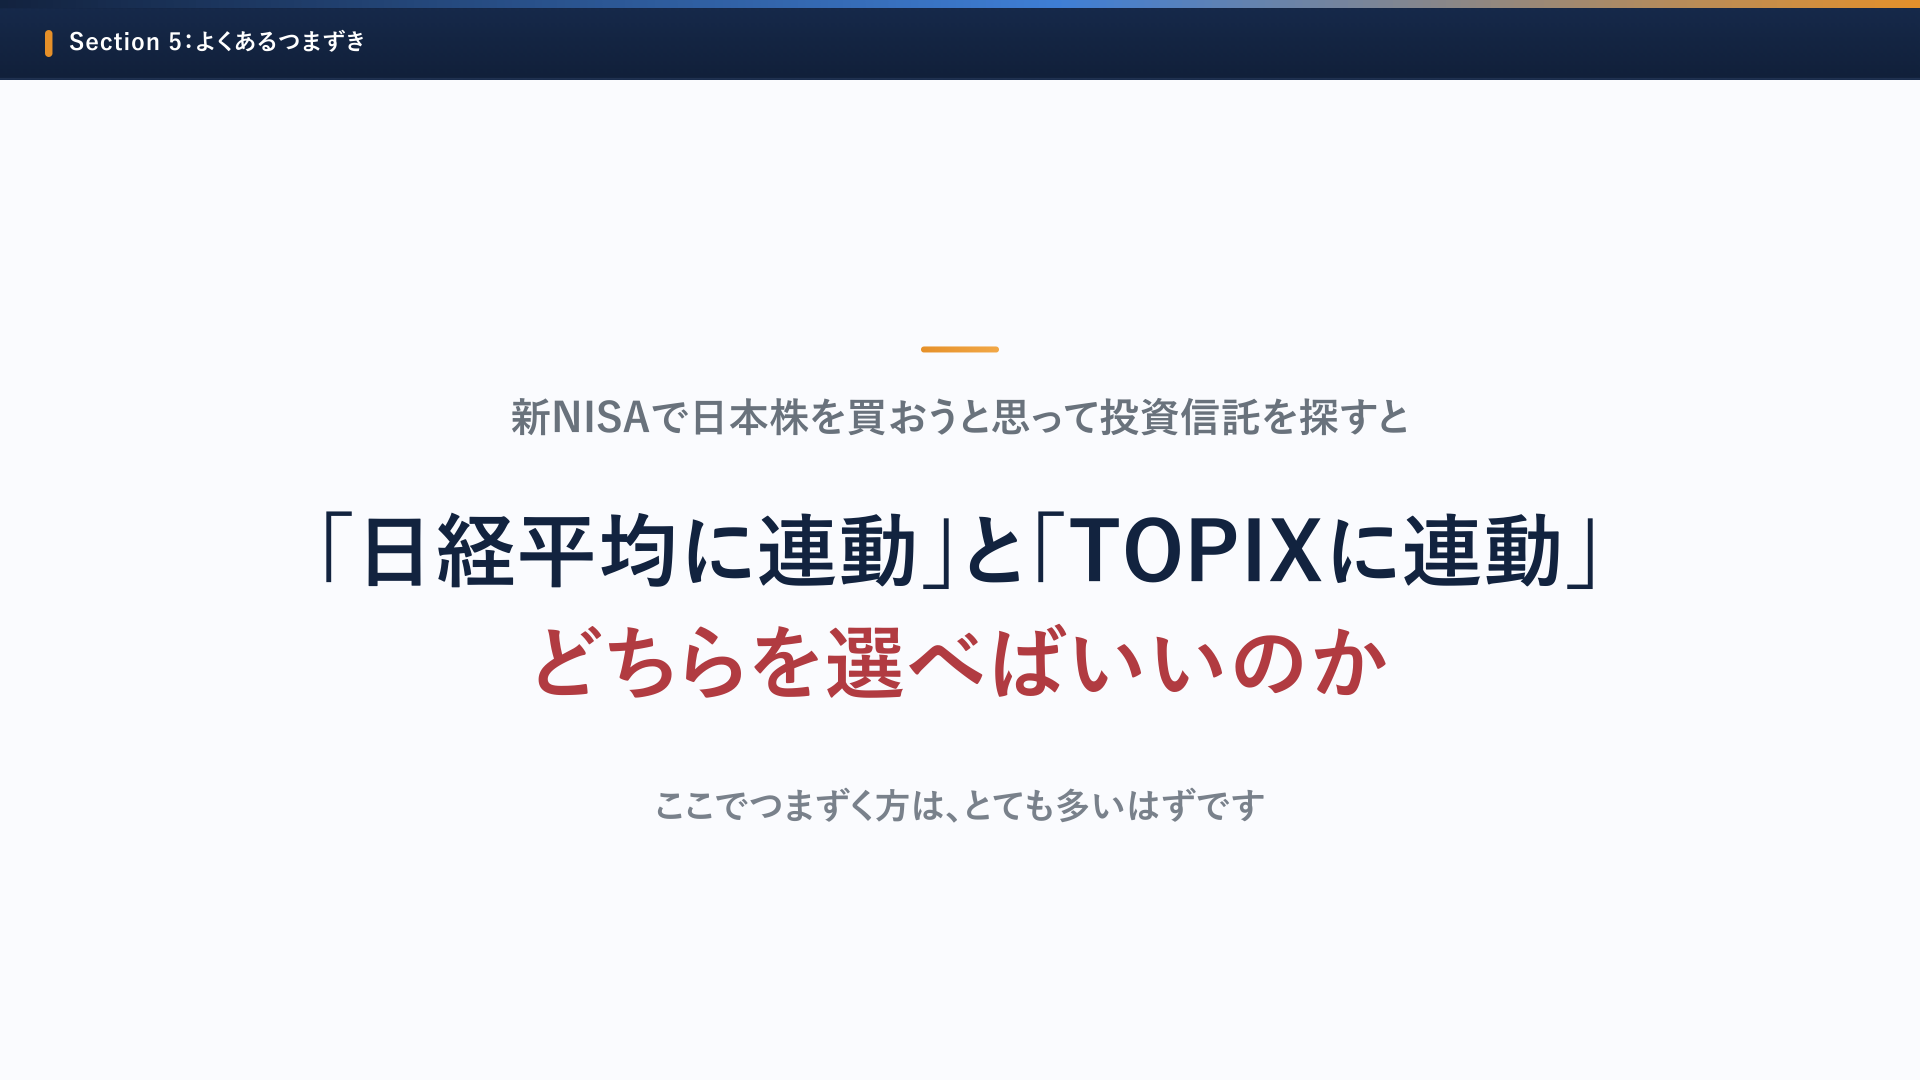 Section 5：よくあるつまずき
新NISAで日本株を買おうと思って投資信託を探すと
「日経平均に連動」と「TOPIXに連動」
どちらを選べばいいのか
ここでつまずく方は、とても多いはずです